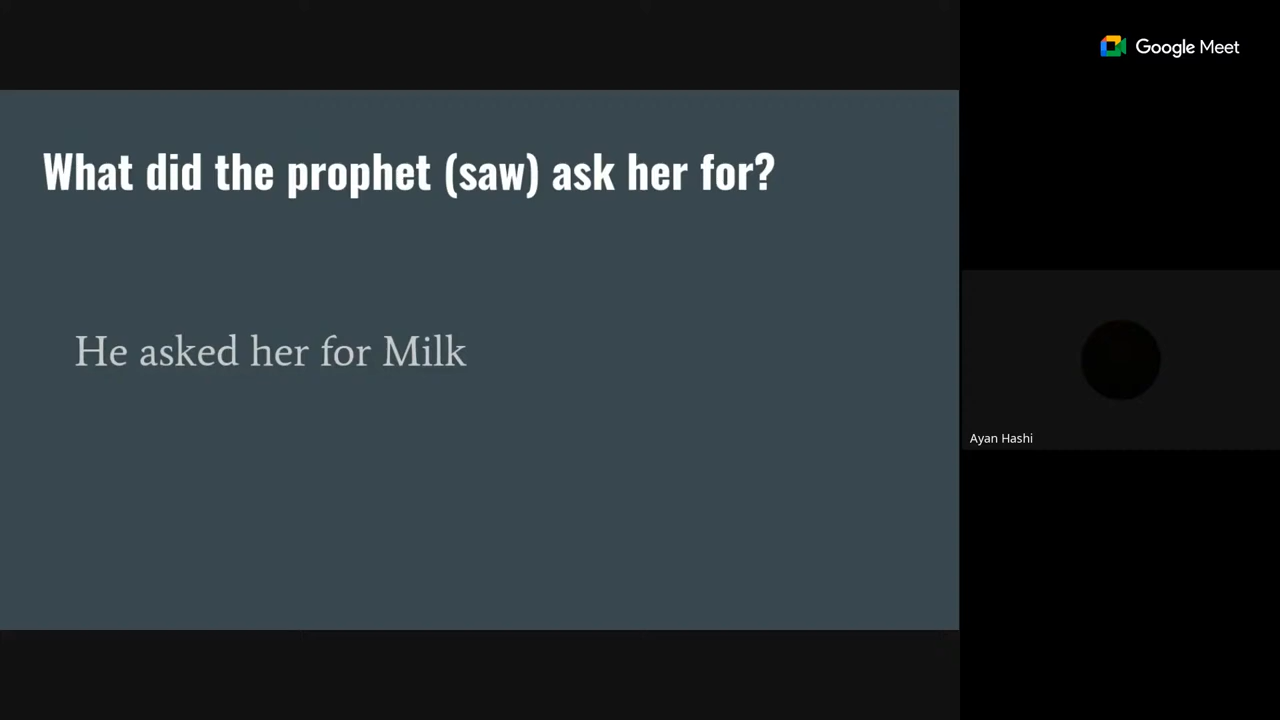 Google Meet
What did the prophet (saw) ask her for?
He asked her for Milk
Ayan Hashi